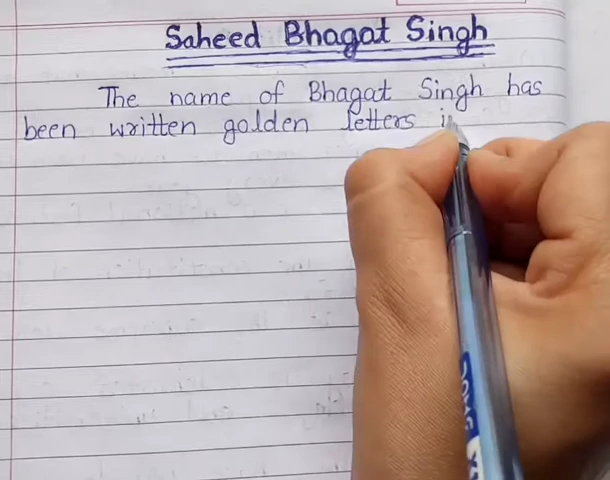 Saheed Bhagat Singh
The name of Bhagat Singh has
been written golden letters i